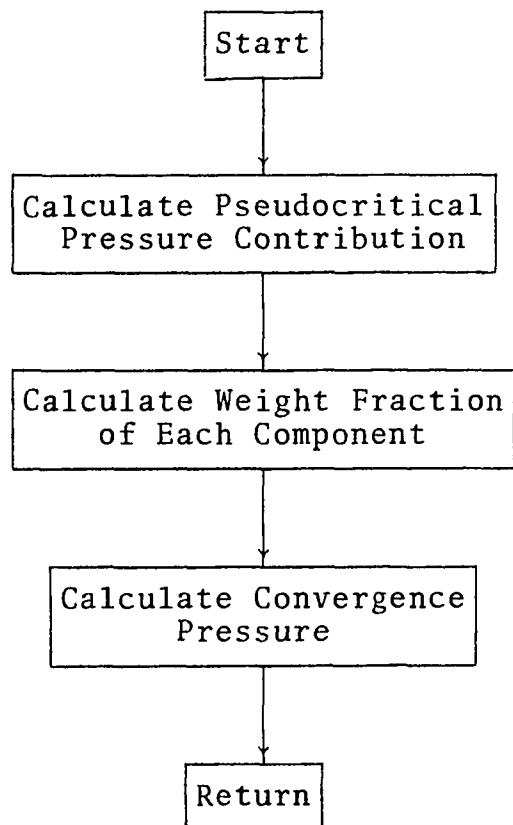 Start
Calculate Pseudocritical
Pressure Contribution
Calculate Weight Fraction
of Each Component
Calculate Convergence
Pressure
Return